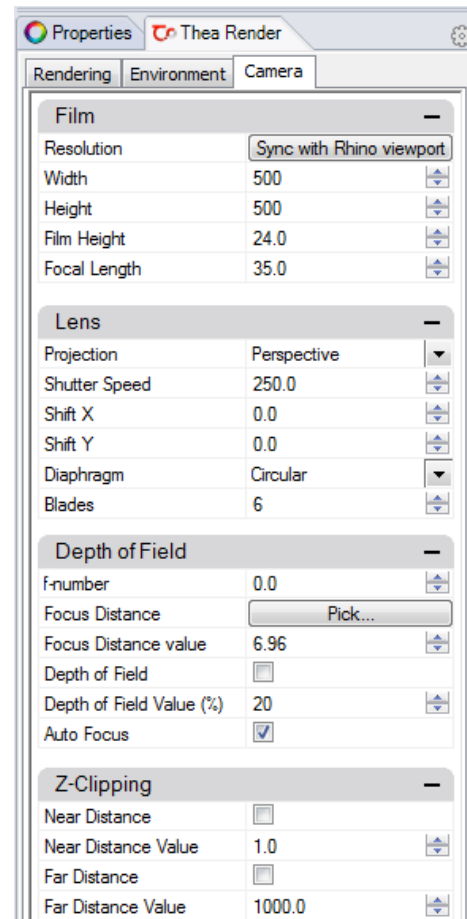 Properties Thea Render
Rendering Environment Camera
Film
Resolution Sync with Rhino viewport
Width 500
Height 500
Film Height 24.0
Focal Length 35.0
Lens
Projection Perspective
Shutter Speed 250.0
Shift X 0.0
Shift Y 0.0
Diaphragm Circular
Blades 6
Depth of Field
f-number 0.0
Focus Distance Pick...
Focus Distance value 6.96
Depth of Field
Depth of Field Value (%) 20
Auto Focus
Z-Clipping
Near Distance
Near Distance Value 1.0
Far Distance
Far Distance Value 1000.0